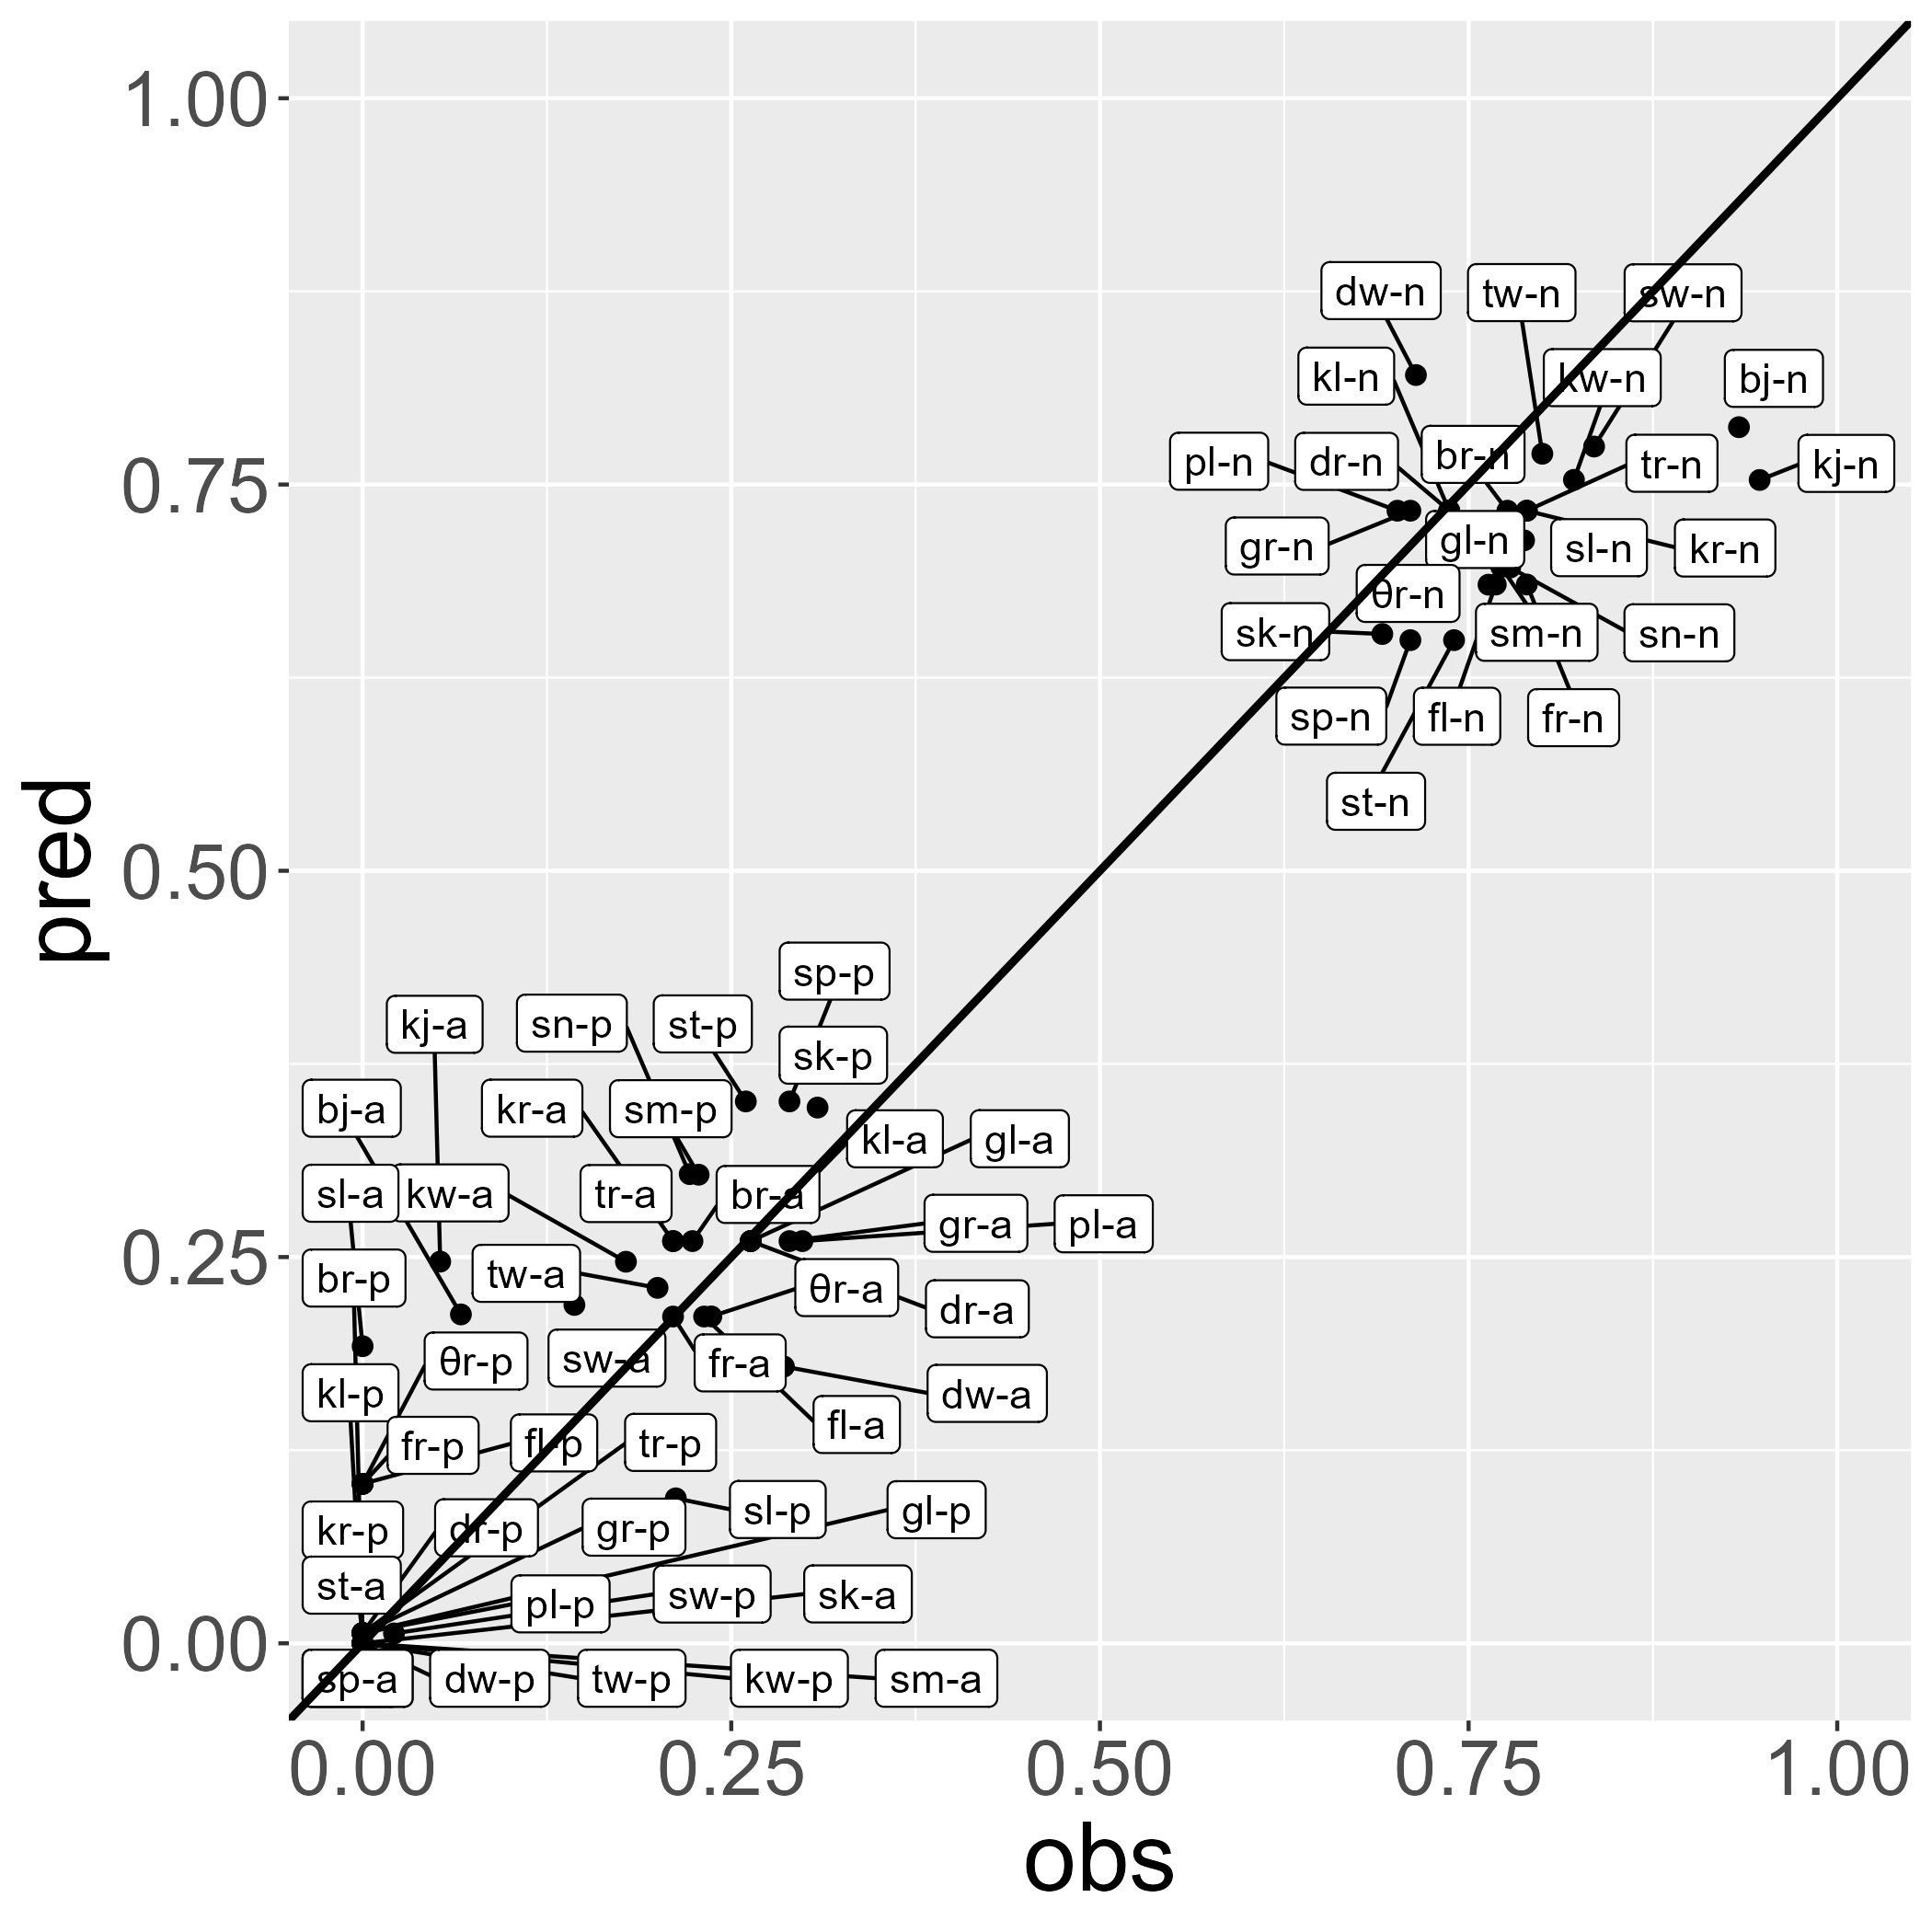 1.00
0.75
0.50
0.25
0.00
pred
dw-n
tw-n
sw-n
kl-n
kw-n
bj-n
pl-n
dr-n
br-n
tr-n
kj-n
gr-n
gl-n
sl-n
kr-n
θr-n
sk-n
sm-n
sn-n
sp-n
fl-n
fr-n
st-n
sp-p
kj-a
sn-p
st-p
sk-p
bj-a
kr-a
sm-p
kl-a
gl-a
sl-a
kw-a
tr-a
br-a
gr-a
pl-a
br-p
tw-a
θr-a
dr-a
kl-p
θr-p
sw-a
fr-a
dw-a
fl-a
fr-p
fl-p
tr-p
kr-p
dr-p
gr-p
sl-p
gl-p
st-a
pl-p
sw-p
sk-a
sp-a
dw-p
tw-p
kw-p
sm-a
0.00
0.25
0.50
0.75
1.00
obs